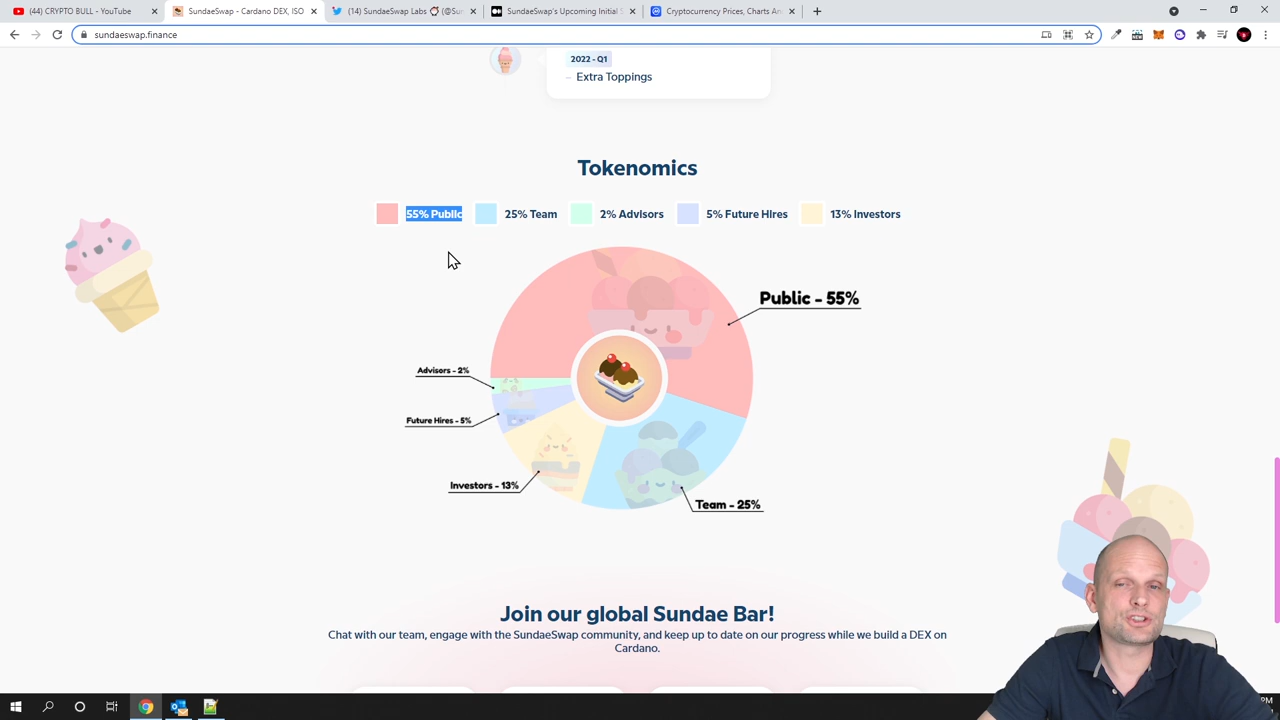 (44) CRYPTO BULL - YouTube
SundaeSwap - Cardano DEX, ISO
(14) SundaeSwap Labs
SundaeSwap's Upcoming Initial S
Cryptocurrency Prices, Charts An
sundaeswap.finance
2022 - Q1
Extra Toppings
Tokenomics
55% Public
25% Team
2% Advisors
5% Future Hires
13% Investors
Public - 55%
Advisors - 2%
Future Hires - 5%
Investors - 13%
Team - 25%
Join our global Sundae Bar!
Chat with our team, engage with the SundaeSwap community, and keep up to date on our progress while we build a DEX on
Cardano.